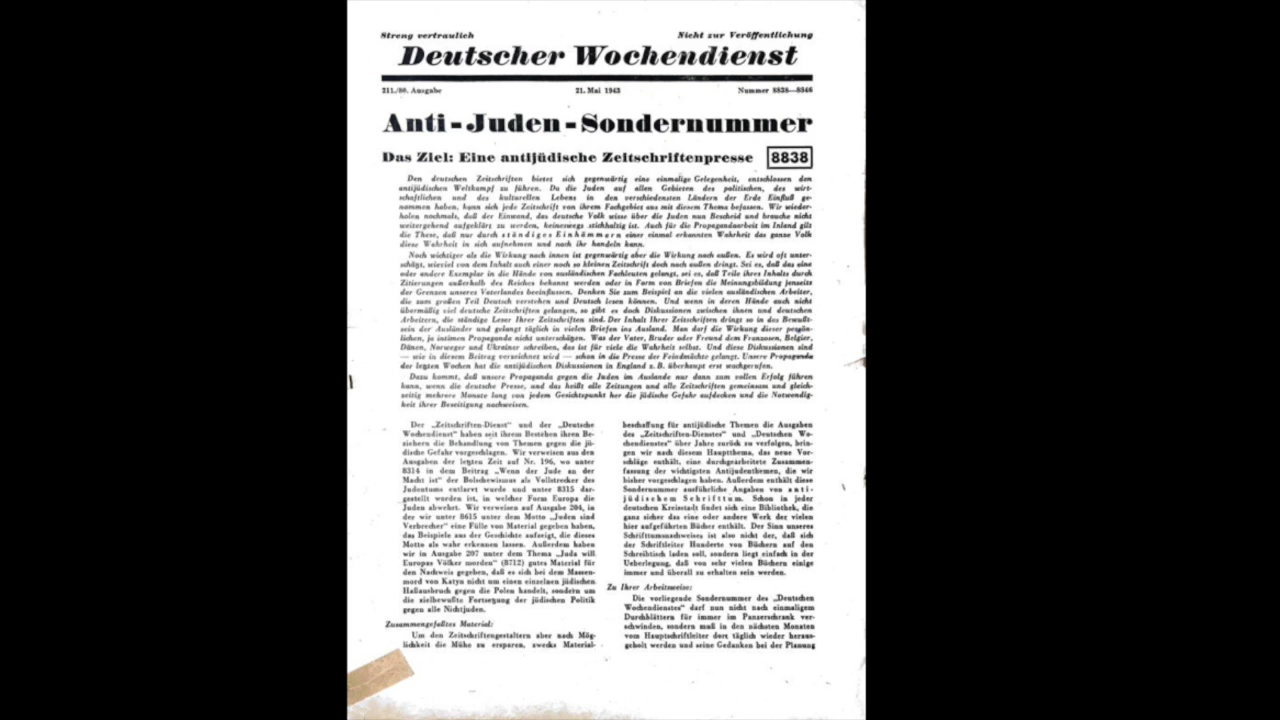 Streng vertraulich Nicht zur Veröffentlichung
Deutscher Wochendienst
211./80. Ausgabe 21. Mai 1943 Nummer 8838—8846
Anti-Juden-Sondernummer
Das Ziel: Eine antijüdische Zeitschriftenpresse 8838
Den deutschen Zeitschriften bietet sich gegenwärtig eine einmalige Gelegenheit, entschlossen den
antijüdischen Weltkampf zu führen. Da die Juden auf allen Gebieten des politischen, des wirt-
schaftlichen und des kulturellen Lebens in den verschiedensten Ländern der Erde Einfluß ge-
nommen haben, kann sich jede Zeitschrift von ihrem Fachgebiet aus mit diesem Thema befassen. Wir wieder-
holen nochmals, daß der Einwand, das deutsche Volk wisse über die Juden nun Bescheid und brauche nicht
weitergehend aufgeklärt zu werden, keineswegs stichhaltig ist. Auch für die Propagandaarbeit im Inland gilt
die These, daß nur durch ständiges Einhämmern einer einmal erkannten Wahrheit das ganze Volk
diese Wahrheit in sich aufnehmen und nach ihr handeln kann.
Noch wichtiger als die Wirkung nach innen ist gegenwärtig aber die Wirkung nach außen. Es wird oft unter-
schätzt, wieviel von dem Inhalt auch einer noch so kleinen Zeitschrift doch nach außen dringt. Sei es, daß das eine
oder andere Exemplar in die Hände von ausländischen Fachleuten gelangt, sei es, daß Teile ihres Inhalts durch
Zitierungen außerhalb des Reiches bekannt werden oder in Form von Briefen die Meinungsbildung jenseits
der Grenzen unseres Vaterlandes beeinflussen. Denken Sie zum Beispiel an die vielen ausländischen Arbeiter,
die zum großen Teil Deutsch verstehen und Deutsch lesen können. Und wenn in deren Hände auch nicht
übermäßig viel deutsche Zeitschriften gelangen, so gibt es doch Diskussionen zwischen ihnen und deutschen
Arbeitern, die ständige Leser Ihrer Zeitschriften sind. Der Inhalt Ihrer Zeitschriften dringt so in das Bewußt-
sein der Ausländer und gelangt täglich in vielen Briefen ins Ausland. Man darf die Wirkung dieser persön-
lichen, ja intimen Propaganda nicht unterschätzen. Was der Vater, Bruder oder Freund dem Franzosen, Belgier,
Dänen, Norweger und Ukrainer schreiben, das ist für viele die Wahrheit selbst. Und diese Diskussionen sind
— wie in diesem Beitrag verzeichnet wird — schon in die Presse der Feindmächte gelangt. Unsere Propaganda
der letzten Wochen hat die antijüdischen Diskussionen in England z. B. überhaupt erst wachgerufen.
Dazu kommt, daß unsere Propaganda gegen die Juden im Auslande nur dann zum vollen Erfolg führen
kann, wenn die deutsche Presse, und das heißt alle Zeitungen und alle Zeitschriften gemeinsam und gleich-
zeitig mehrere Monate lang von jedem Gesichtspunkt her die jüdische Gefahr aufdecken und die Notwendig-
keit ihrer Beseitigung nachweisen.
Der „Zeitschriften-Dienst“ und der „Deutsche
Wochendienst“ haben seit ihrem Bestehen ihren Be-
ziehern die Behandlung von Themen gegen die jü-
dische Gefahr vorgeschlagen. Wir verweisen aus den
Ausgaben der letzten Zeit auf Nr. 196, wo unter
8314 in dem Beitrag „Wenn der Jude an der
Macht ist“ der Bolschewismus als Vollstrecker des
Judentums entlarvt wurde und unter 8315 dar-
gestellt worden ist, in welcher Form Europa die
Juden abwehrt. Wir verweisen auf Ausgabe 204, in
der wir unter 8615 unter dem Motto „Juden sind
Verbrecher“ eine Fülle von Material gegeben haben,
das Beispiele aus der Geschichte aufzeigt, die dieses
Motto als wahr erkennen lassen. Außerdem haben
wir in Ausgabe 207 unter dem Thema „Juda will
Europas Völker morden“ (8712) gutes Material für
den Nachweis gegeben, daß es sich bei dem Massen-
mord von Katyn nicht um einen einzelnen jüdischen
Haßausbruch gegen die Polen handelt, sondern um
die zielbewußte Fortsetzung der jüdischen Politik
gegen alle Nichtjuden.
Zusammengefaßtes Material:
Um den Zeitschriftengestaltern aber nach Mög-
lichkeit die Mühe zu ersparen, zwecks Material-
beschaffung für antijüdische Themen die Ausgaben
des „Zeitschriften-Dienstes“ und „Deutschen Wo-
chendienstes“ über Jahre zurück zu verfolgen, brin-
gen wir nach diesem Hauptthema, das neue Vor-
schläge enthält, eine durchgearbeitete Zusammen-
fassung der wichtigsten Antijudenthemen, die wir
bisher vorgeschlagen haben. Außerdem enthält diese
Sondernummer ausführliche Angaben von anti-
jüdischem Schrifttum. Schon in jeder
deutschen Kreisstadt findet sich eine Bibliothek, die
ganz sicher das eine oder andere Werk der vielen
hier aufgeführten Bücher enthält. Der Sinn unseres
Schrifttumsnachweises ist also nicht der, daß sich
der Schriftleiter Hunderte von Büchern auf den
Schreibtisch laden soll, sondern liegt einfach in der
Ueberlegung, daß von sehr vielen Büchern einige
immer und überall zu erhalten sein werden.
Zu Ihrer Arbeitsweise:
Die vorliegende Sondernummer des „Deutschen
Wochendienstes“ darf nun nicht nach einmaligem
Durchblättern für immer im Panzerschrank ver-
schwinden, sondern muß in den nächsten Monaten
vom Hauptschriftleiter dort täglich wieder heraus-
geholt werden und seine Gedanken bei der Planung